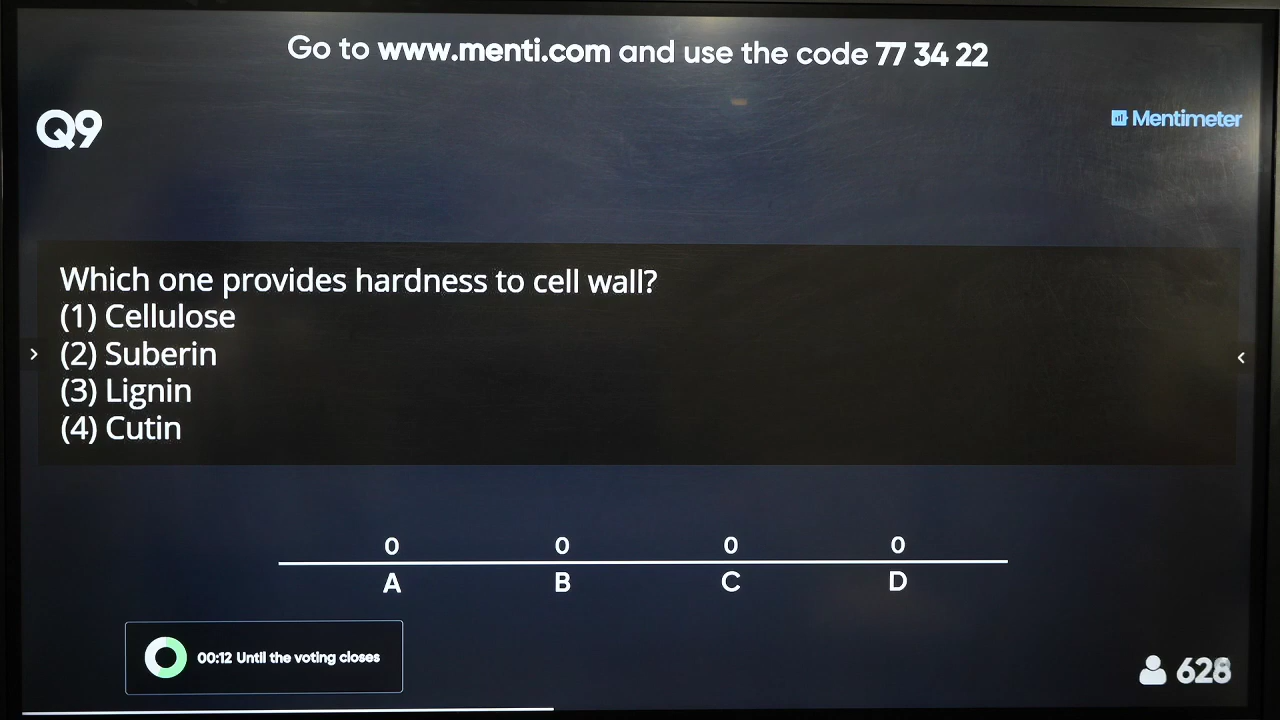 Go to www.menti.com and use the code 77 34 22
Q9
Mentimeter
Which one provides hardness to cell wall?
(1) Cellulose
(2) Suberin
(3) Lignin
(4) Cutin
0 0 0 0
A B C D
00:12 Until the voting closes
628